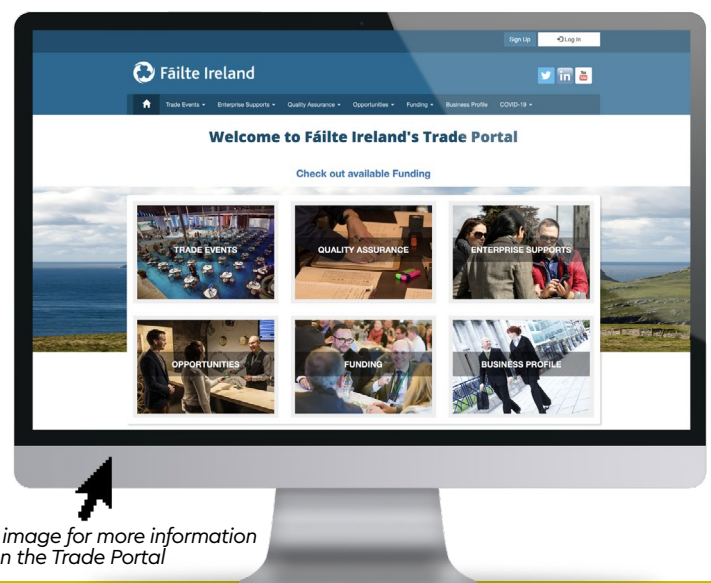 Sign Up
Log In
Fáilte Ireland
in
Trade Events
Enterprise Supports
Quality Assurance
Opportunities
Funding
Business Profile
COVID-19
Welcome to Fáilte Ireland's Trade Portal
Check out available Funding
TRADE EVENTS
QUALITY ASSURANCE
ENTERPRISE SUPPORTS
OPPORTUNITIES
FUNDING
BUSINESS PROFILE
image for more information
n the Trade Portal